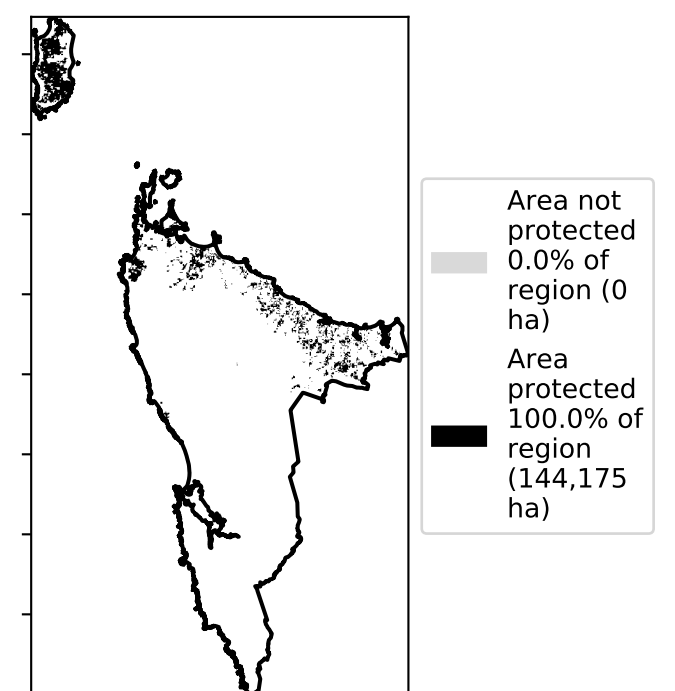 Area not
protected
0.0% of
region (0
ha)
Area
protected
100.0% of
region
(144,175
ha)